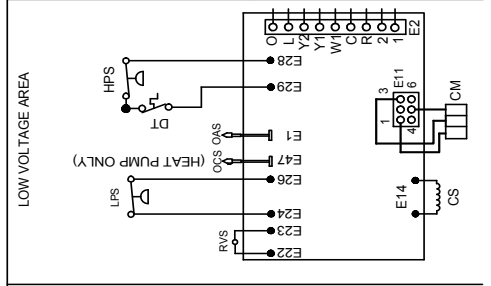 LOW VOLTAGE AREA
HPS
DT
OAS
OCS
(HEAT PUMP ONLY)
LPS
RVS
E28
E29
E1
E47
E26
E24
E23
E22
O
L
Y2
Y1
W1
C
R
2
1
E2
E11
3
6
1
4
CM
E14
CS